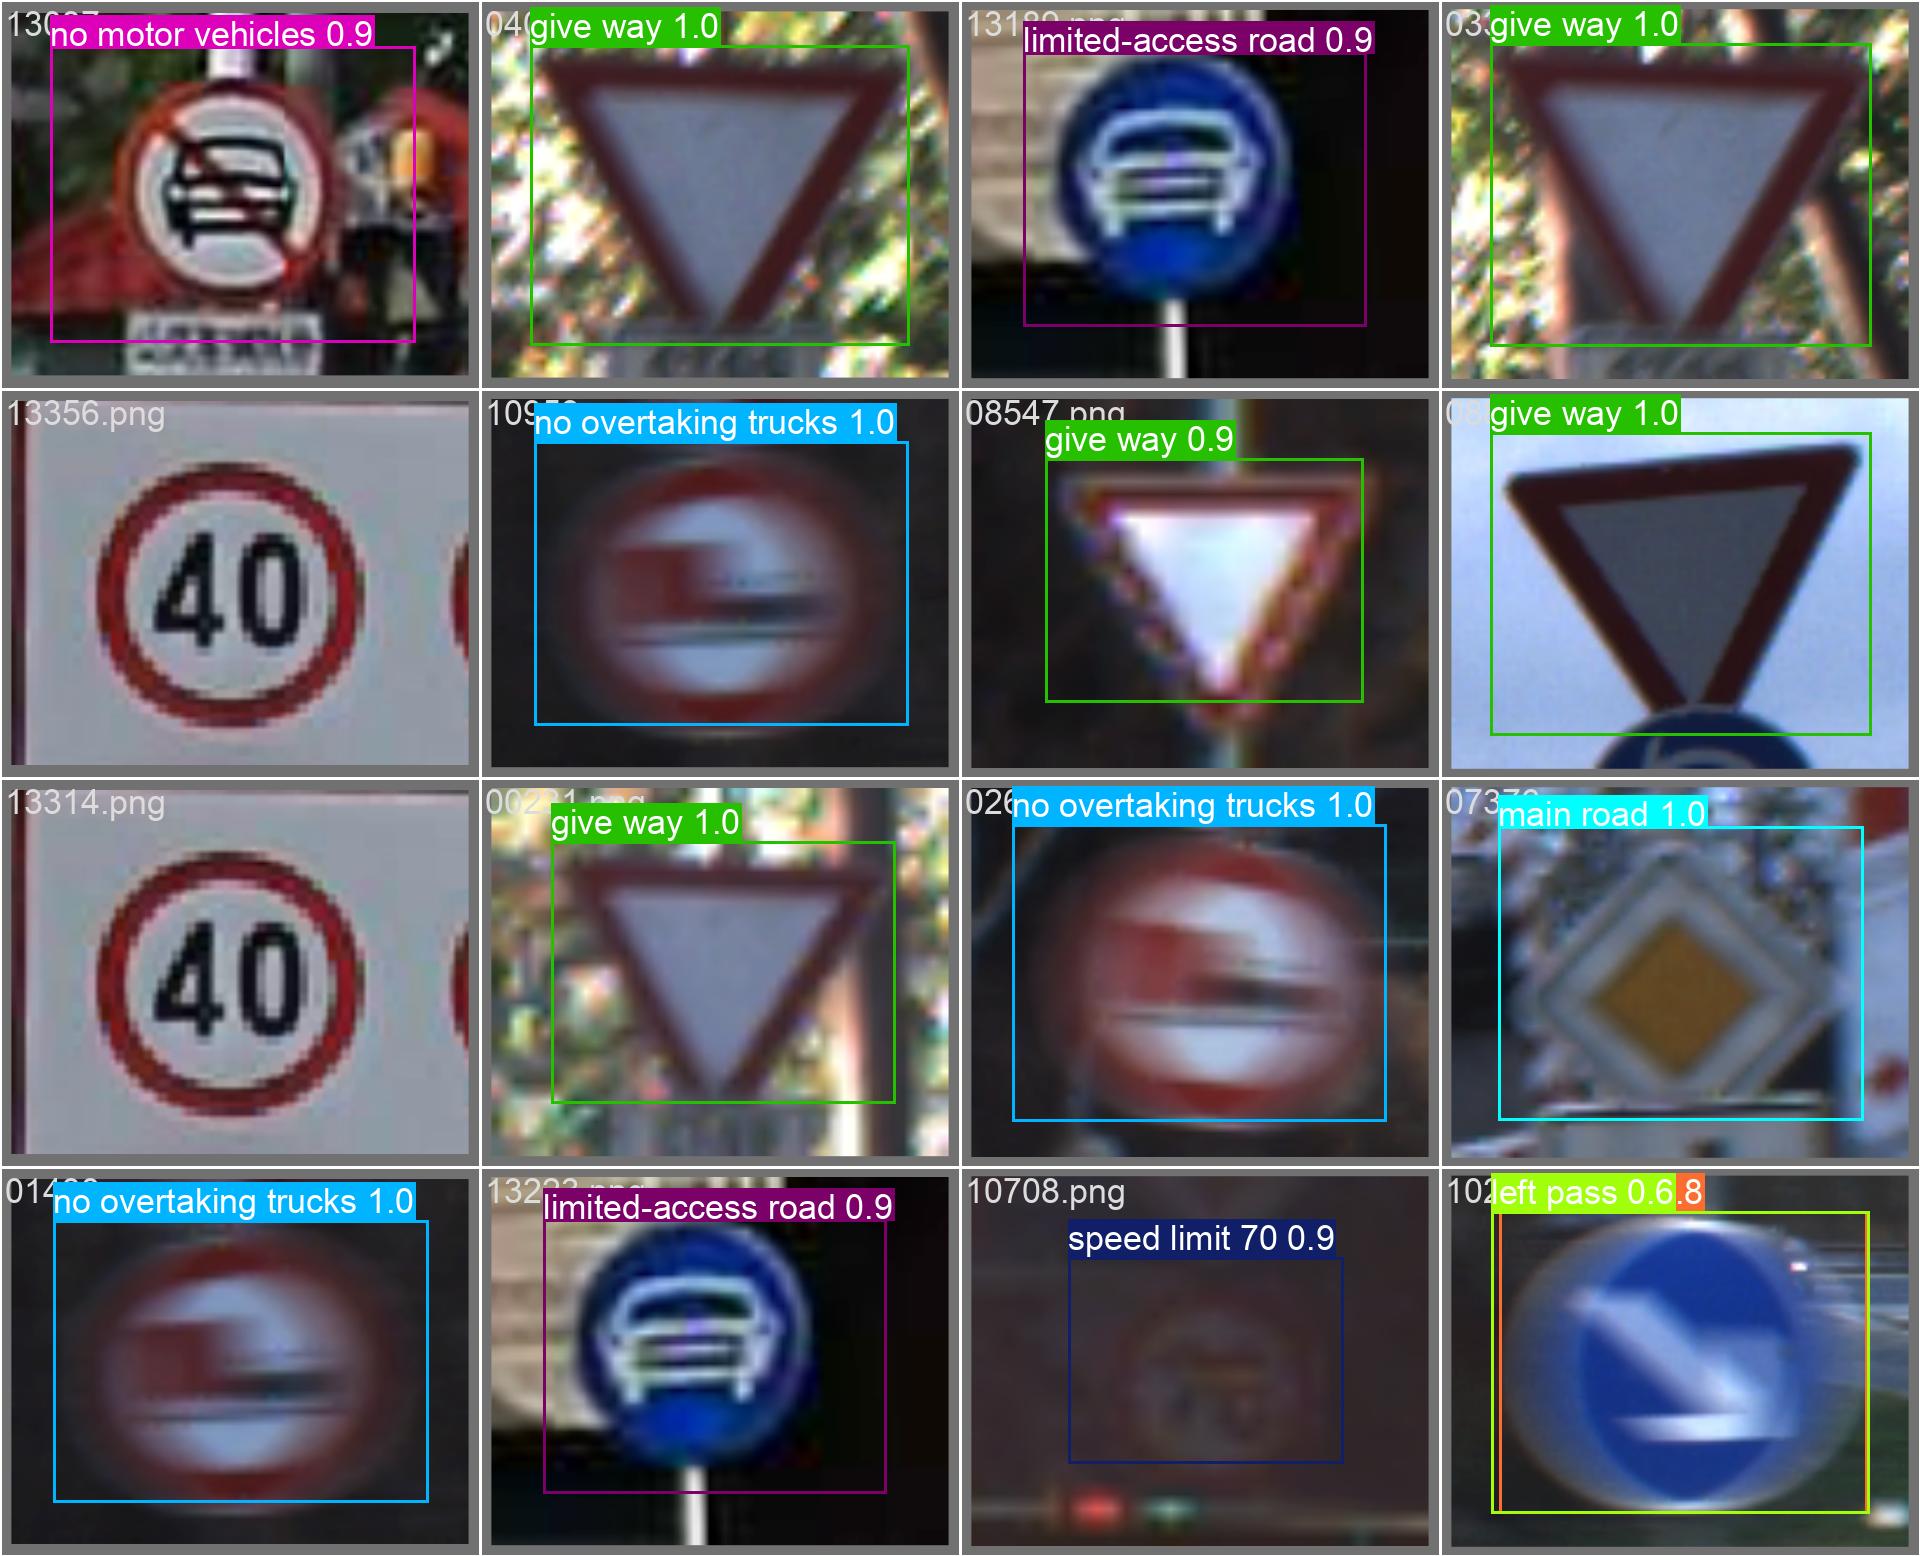 no motor vehicles 0.9
give way 1.0
limited-access road 0.9
give way 1.0
13356.png
40
no overtaking trucks 1.0
08547.png
give way 0.9
give way 1.0
13314.png
40
give way 1.0
no overtaking trucks 1.0
main road 1.0
no overtaking trucks 1.0
limited-access road 0.9
10708.png
speed limit 70 0.9
left pass 0.6
.8